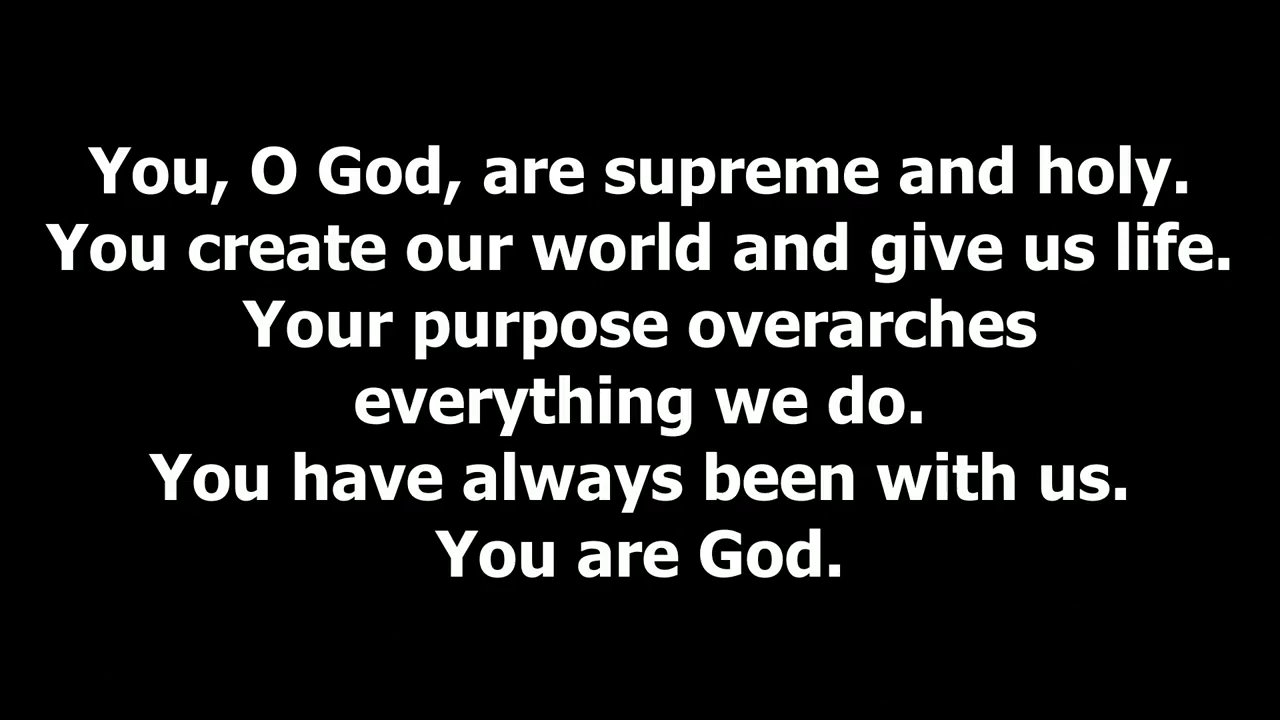 You, O God, are supreme and holy.
You create our world and give us life.
Your purpose overarches
everything we do.
You have always been with us.
You are God.